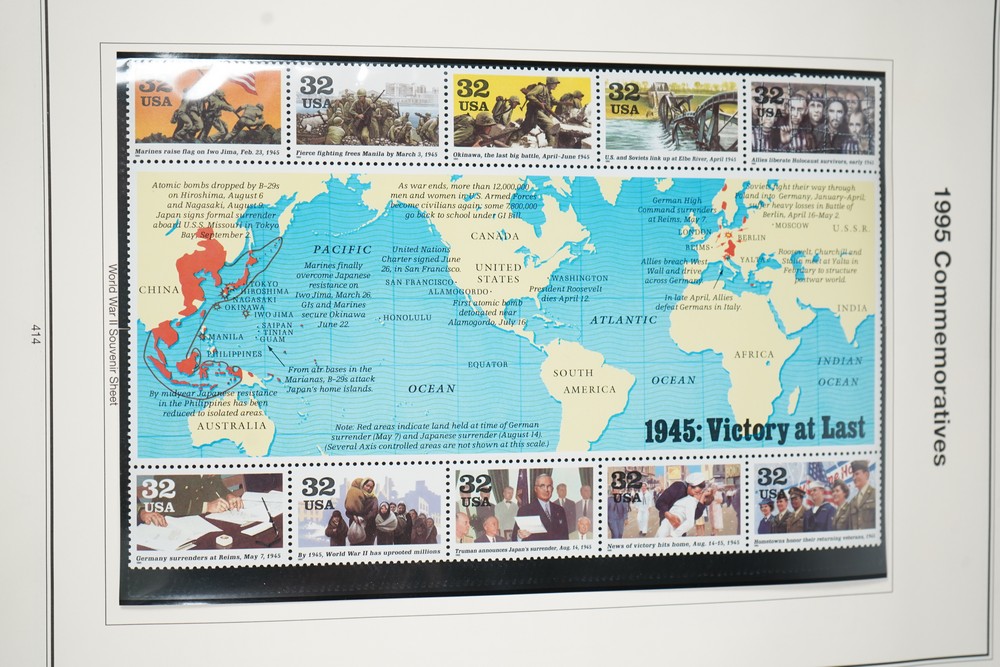 32
USA
Marines raise flag on Iwo Jima, Feb. 23, 1945
32
USA
Fierce fighting frees Manila by March 3, 1945
32
USA
Okinawa, the last big battle, April-June 1945
32
USA
U.S. and Soviets link up at Elbe River, April 1945
32
USA
Allies liberate Holocaust survivors, early 1945
Atomic bombs dropped by B-29s
on Hiroshima, August 6
and Nagasaki, August 9.
Japan signs formal surrender
aboard U.S.S. Missouri in Tokyo
Bay, September 2.
As war ends, more than 12,000,000
men and women in U.S. Armed Forces
become civilians again; some 7,800,000
go back to school under GI Bill.
German High
Command surrenders
at Reims, May 7.
Soviets fight their way through
Poland into Germany, January-April;
suffer heavy losses in Battle of
Berlin, April 16-May 2.
MOSCOW
U.S.S.R.
LONDON
BERLIN
REIMS
YALTA
Roosevelt, Churchill and
Stalin meet at Yalta in
February to structure
postwar world.
Allies breach West
Wall and drive
across Germany.
In late April, Allies
defeat Germans in Italy
PACIFIC
Marines finally
overcome Japanese
resistance on
Iwo Jima, March 26.
GIs and Marines
secure Okinawa
June 22.
United Nations
Charter signed June
26, in San Francisco.
SAN FRANCISCO
CANADA
UNITED
STATES
ALAMOGORDO
WASHINGTON
President Roosevelt
dies April 12.
First atomic bomb
detonated near
Alamogordo, July 16.
HONOLULU
ATLANTIC
CHINA
TOKYO
HIROSHIMA
NAGASAKI
OKINAWA
IWO JIMA
SAIPAN
TINIAN
GUAM
MANILA
PHILIPPINES
INDIA
AFRICA
INDIAN
OCEAN
From air bases in the
Marianas, B-29s attack
Japan's home islands.
EQUATOR
OCEAN
SOUTH
AMERICA
OCEAN
By midyear Japanese resistance
in the Philippines has been
reduced to isolated areas.
AUSTRALIA
Note: Red areas indicate land held at time of German
surrender (May 7) and Japanese surrender (August 14).
(Several Axis controlled areas are not shown at this scale.)
1945: Victory at Last
32
USA
Germany surrenders at Reims, May 7, 1945
32
USA
By 1945, World War II has uprooted millions
32
USA
Truman announces Japan's surrender, Aug. 14, 1945
32
USA
News of victory hits home, Aug. 14-15, 1945
32
USA
Hometowns honor their returning veterans, 1945
World War II Souvenir Sheet
414
1995 Commemoratives